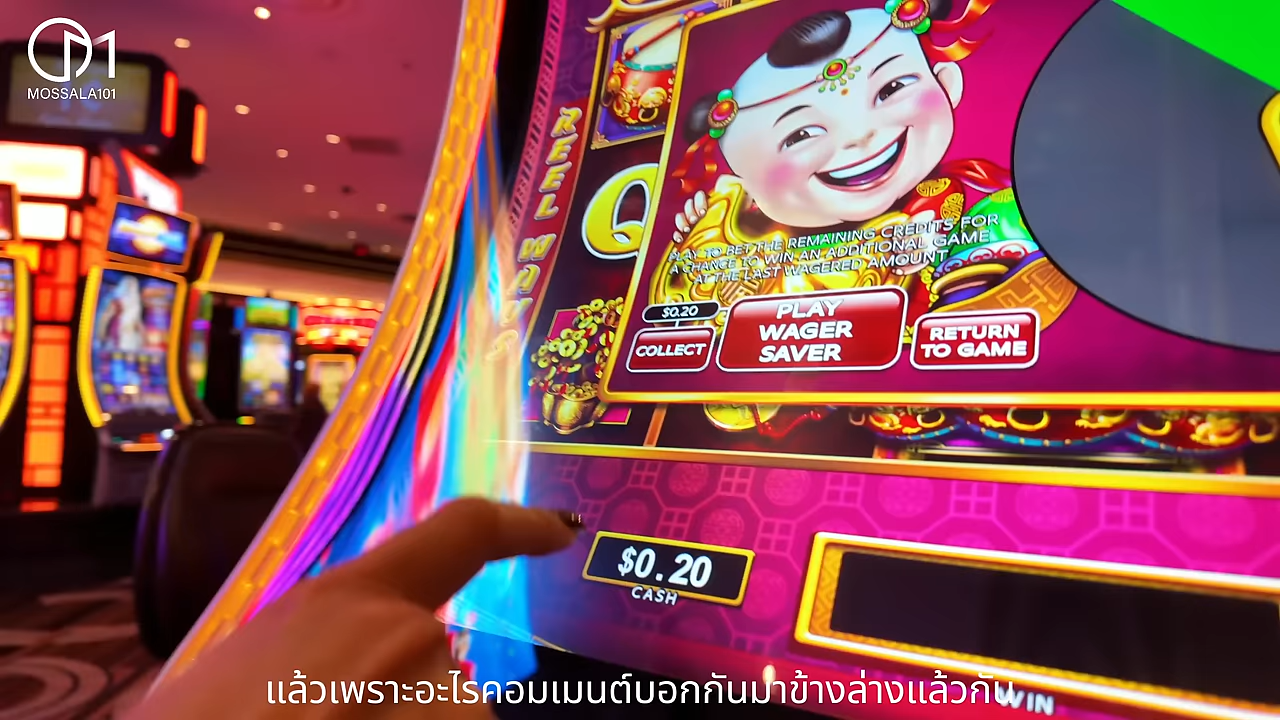 MOSSALA101
REEL WAYS
Q
PLAY TO BET THE REMAINING CREDITS FOR
A CHANCE TO WIN AN ADDITIONAL GAME
AT THE LAST WAGERED AMOUNT
$0.20
COLLECT
PLAY
WAGER
SAVER
RETURN
TO GAME
$0.20
CASH
WIN
แล้วเพราะอะไรคอมเมนต์บอกกันมาข้างล่างแล้วกัน